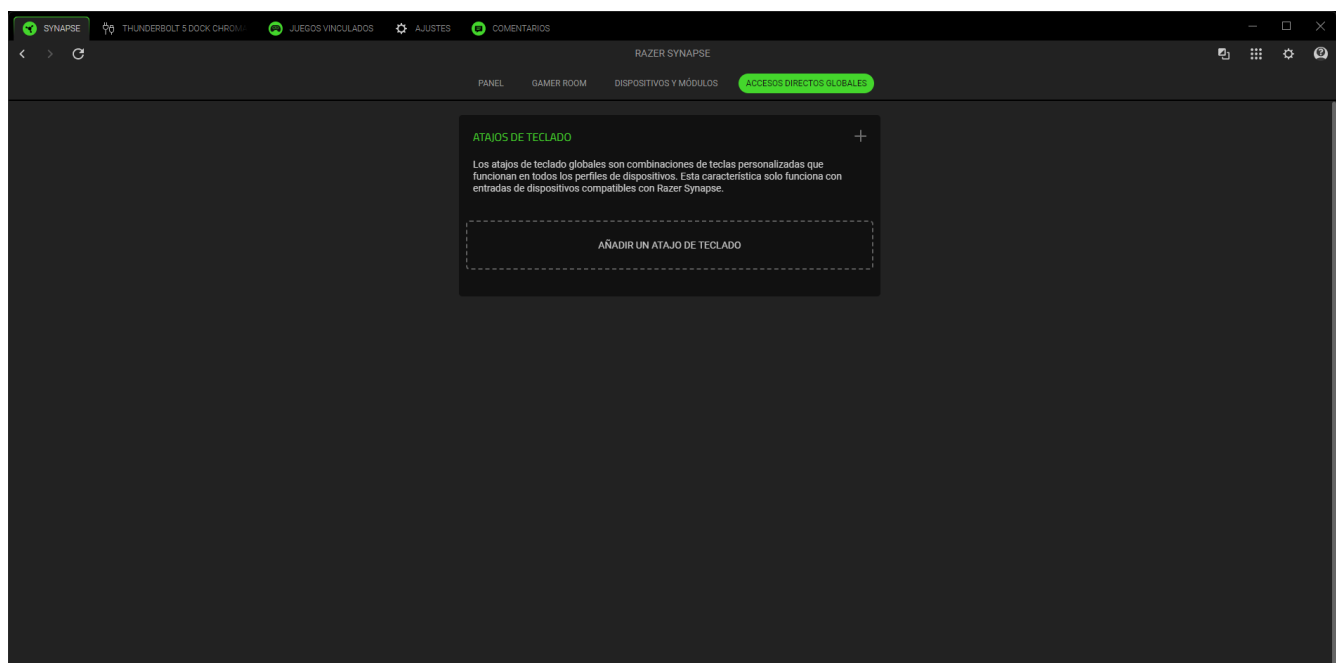 SYNAPSE
THUNDERBOLT 5 DOCK CHROMA
JUEGOS VINCULADOS
AJUSTES
COMENTARIOS
RAZER SYNAPSE
PANEL
GAMER ROOM
DISPOSITIVOS Y MÓDULOS
ACCESOS DIRECTOS GLOBALES
ATAJOS DE TECLADO
Los atajos de teclado globales son combinaciones de teclas personalizadas que
funcionan en todos los perfiles de dispositivos. Esta característica solo funciona con
entradas de dispositivos compatibles con Razer Synapse.
AÑADIR UN ATAJO DE TECLADO